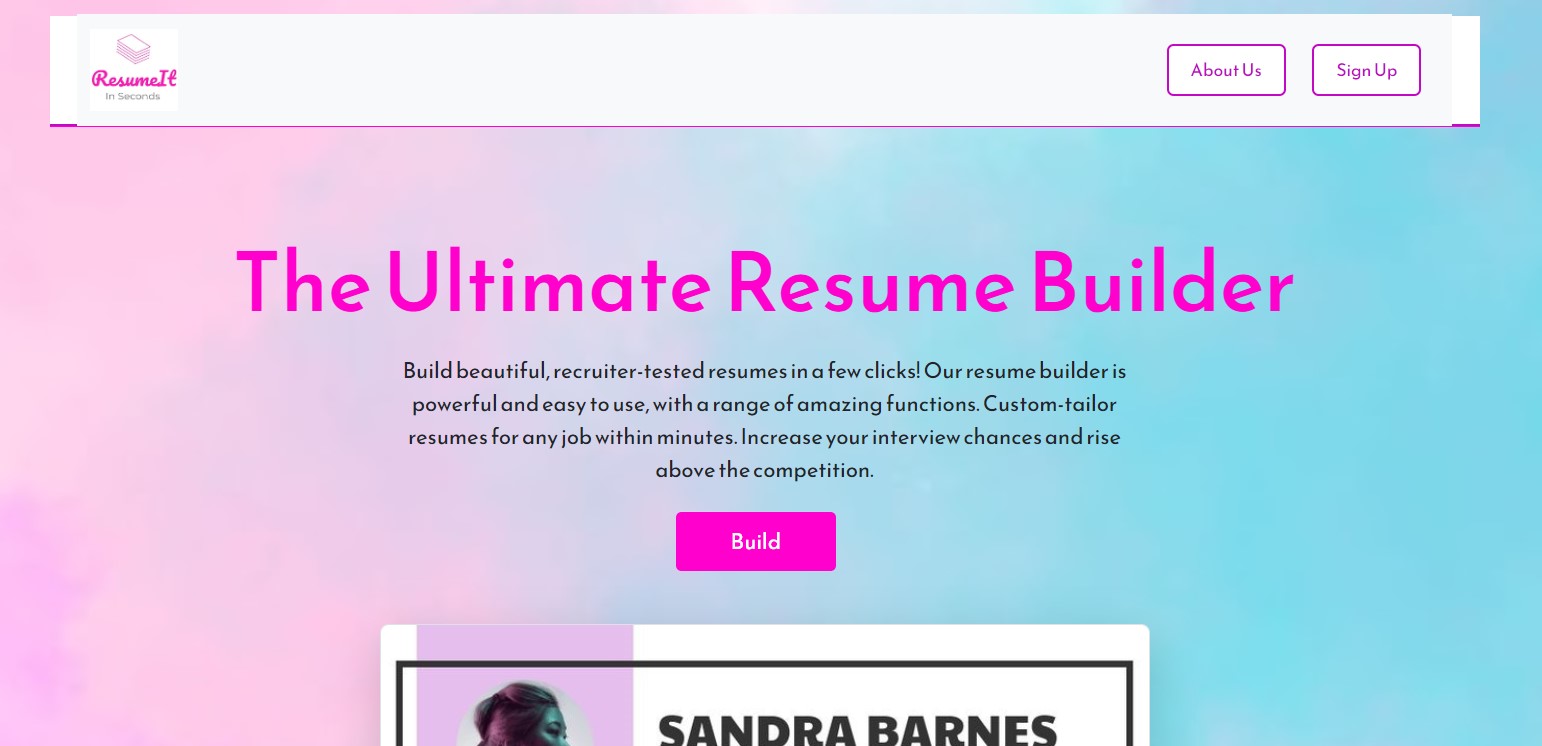 ResumeIt
In Seconds
About Us
Sign Up
The Ultimate Resume Builder
Build beautiful, recruiter-tested resumes in a few clicks! Our resume builder is
powerful and easy to use, with a range of amazing functions. Custom-tailor
resumes for any job within minutes. Increase your interview chances and rise
above the competition.
Build
SANDRA BARNES